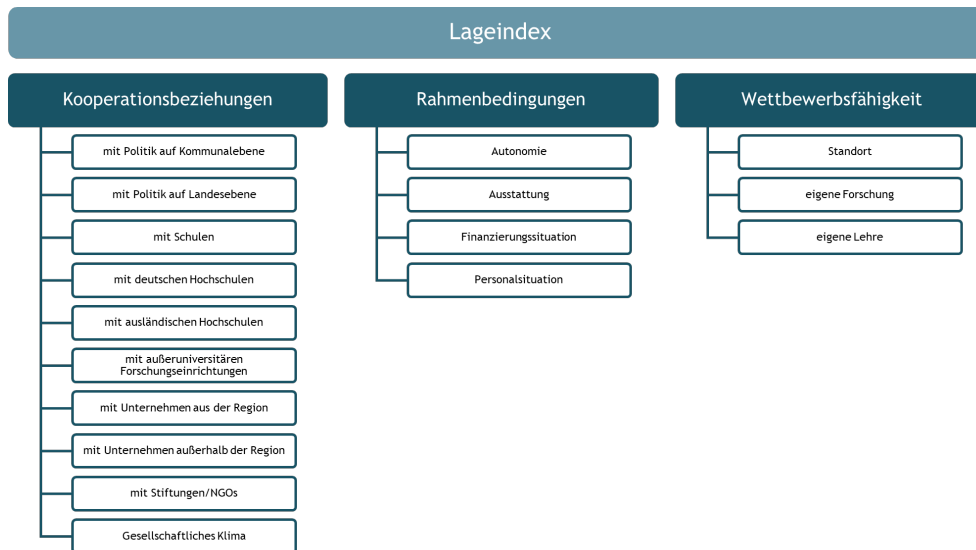 Lageindex
Kooperationsbeziehungen
mit Politik auf Kommunalebene
mit Politik auf Landesebene
mit Schulen
mit deutschen Hochschulen
mit ausländischen Hochschulen
mit außeruniversitären
Forschungseinrichtungen
mit Unternehmen aus der Region
mit Unternehmen außerhalb der Region
mit Stiftungen/NGOs
Gesellschaftliches Klima
Rahmenbedingungen
Autonomie
Ausstattung
Finanzierungssituation
Personalsituation
Wettbewerbsfähigkeit
Standort
eigene Forschung
eigene Lehre